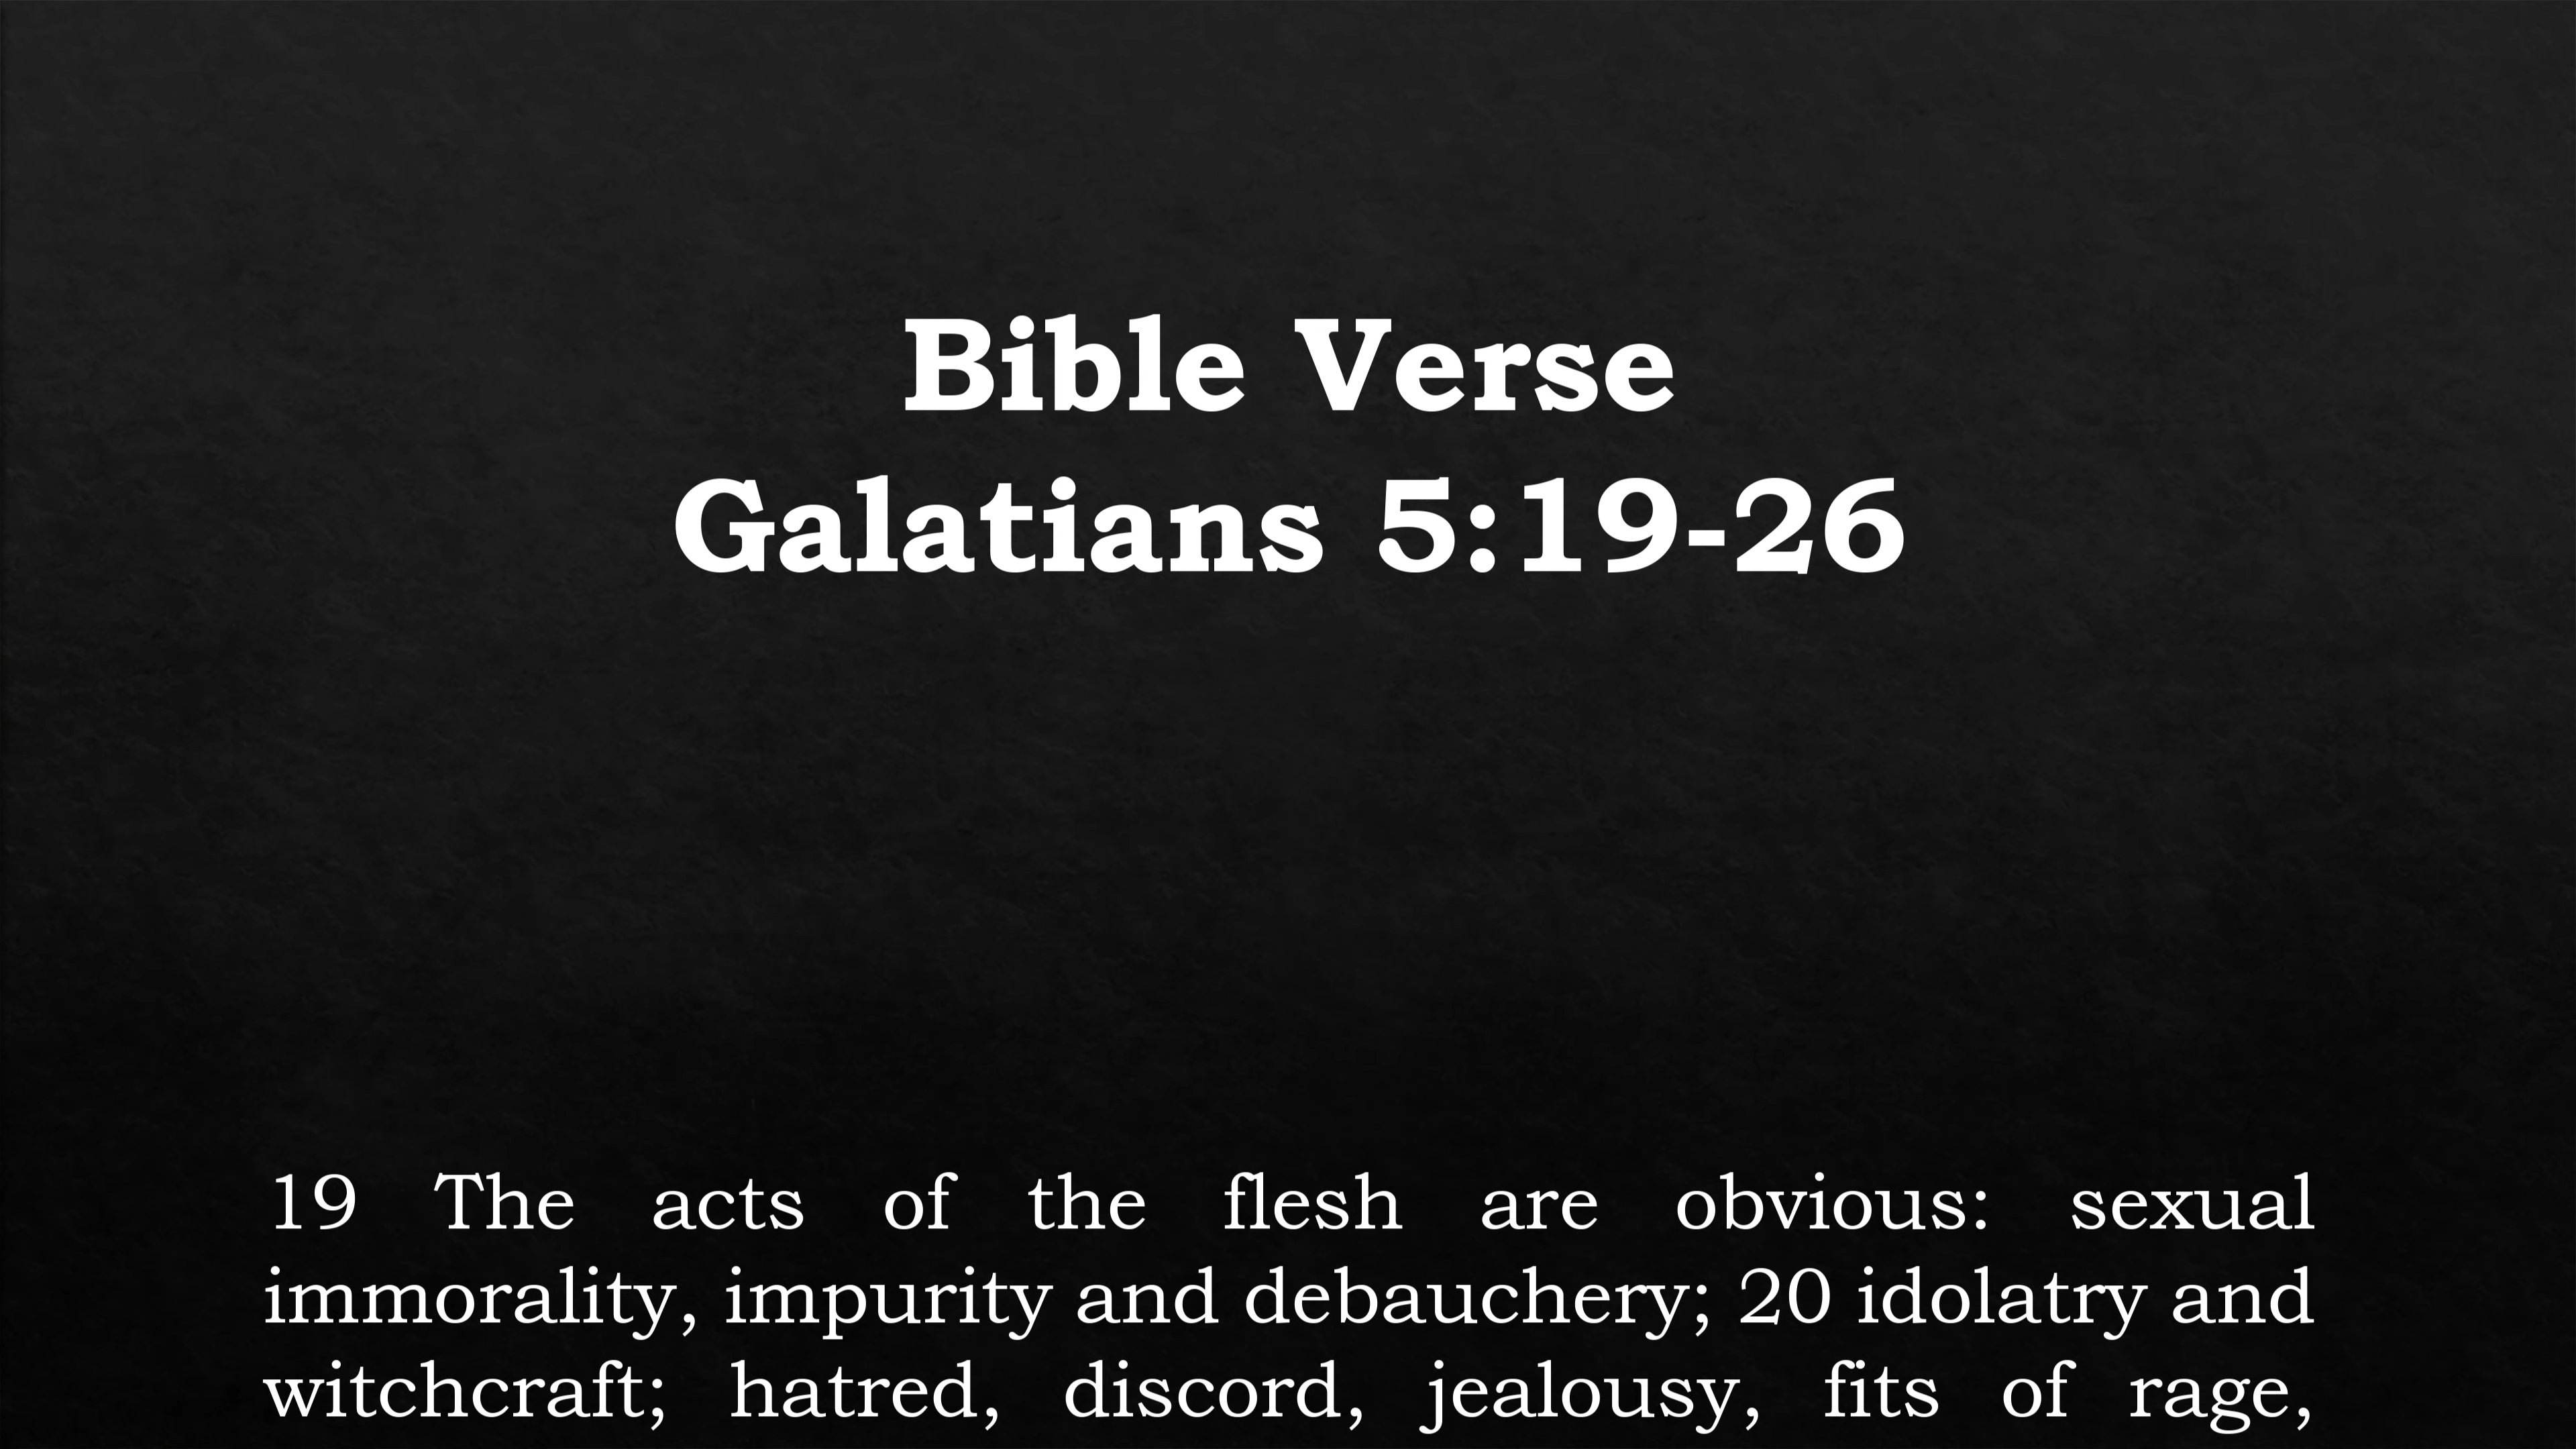 Bible Verse
Galatians 5:19-26
19 The acts of the flesh are obvious: sexual
immorality, impurity and debauchery; 20 idolatry and
witchcraft; hatred, discord, jealousy, fits of rage,